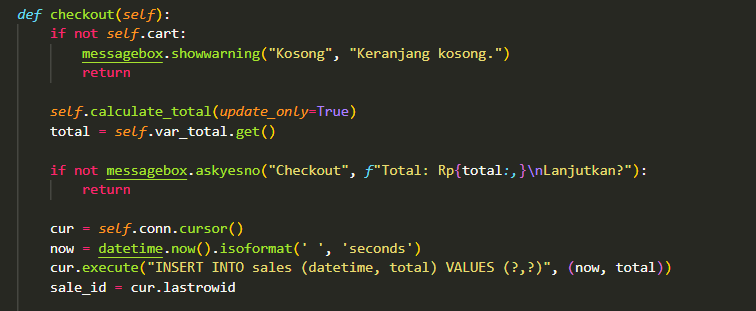 def checkout(self):
if not self.cart:
messagebox.showwarning("Kosong", "Keranjang kosong.")
return
self.calculate_total(update_only=True)
total = self.var_total.get()
if not messagebox.askyesno("Checkout", f"Total: Rp{total:,}\nLanjutkan?"):
return
cur = self.conn.cursor()
now = datetime.now().isoformat(' ', 'seconds')
cur.execute("INSERT INTO sales (datetime, total) VALUES (?,?)", (now, total))
sale_id = cur.lastrowid